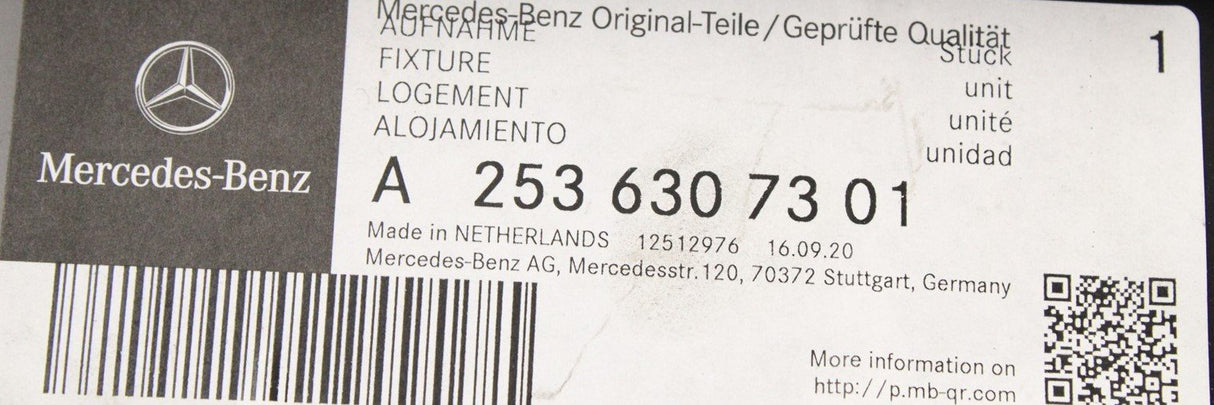 Mercedes-Benz
Mercedes-Benz Original-Teile/Geprüfte Qualität
AUFNAHME Stück 1
FIXTURE unit
LOGEMENT unité
ALOJAMIENTO unidad
A 253 630 73 01
Made in NETHERLANDS 12512976 16.09.20
Mercedes-Benz AG, Mercedesstr.120, 70372 Stuttgart, Germany
More information on
http://p.mb-qr.com